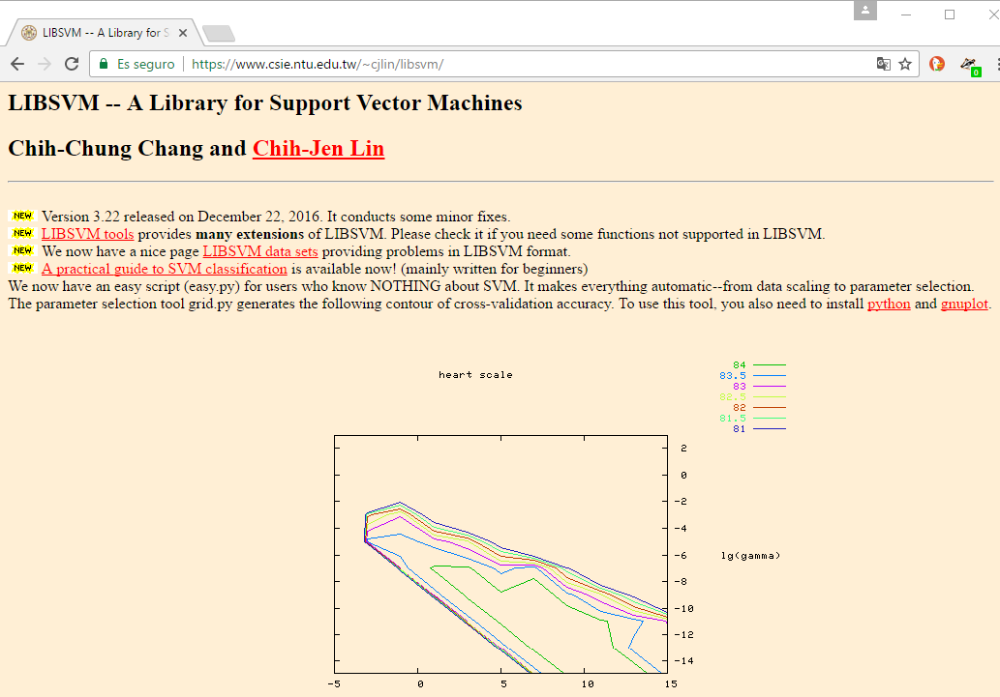 LIBSVM -- A Library for S
Es seguro https://www.csie.ntu.edu.tw/~cjlin/libsvm/
0
LIBSVM -- A Library for Support Vector Machines
Chih-Chung Chang and Chih-Jen Lin
NEW Version 3.22 released on December 22, 2016. It conducts some minor fixes.
NEW LIBSVM tools provides many extensions of LIBSVM. Please check it if you need some functions not supported in LIBSVM.
NEW We now have a nice page LIBSVM data sets providing problems in LIBSVM format.
NEW A practical guide to SVM classification is available now! (mainly written for beginners)
We now have an easy script (easy.py) for users who know NOTHING about SVM. It makes everything automatic--from data scaling to parameter selection.
The parameter selection tool grid.py generates the following contour of cross-validation accuracy. To use this tool, you also need to install python and gnuplot.
heart scale
84
83.5
83
82.5
82
81.5
81
2
0
-2
-4
-6
lg(gamma)
-8
-10
-12
-14
-5 0 5 10 15